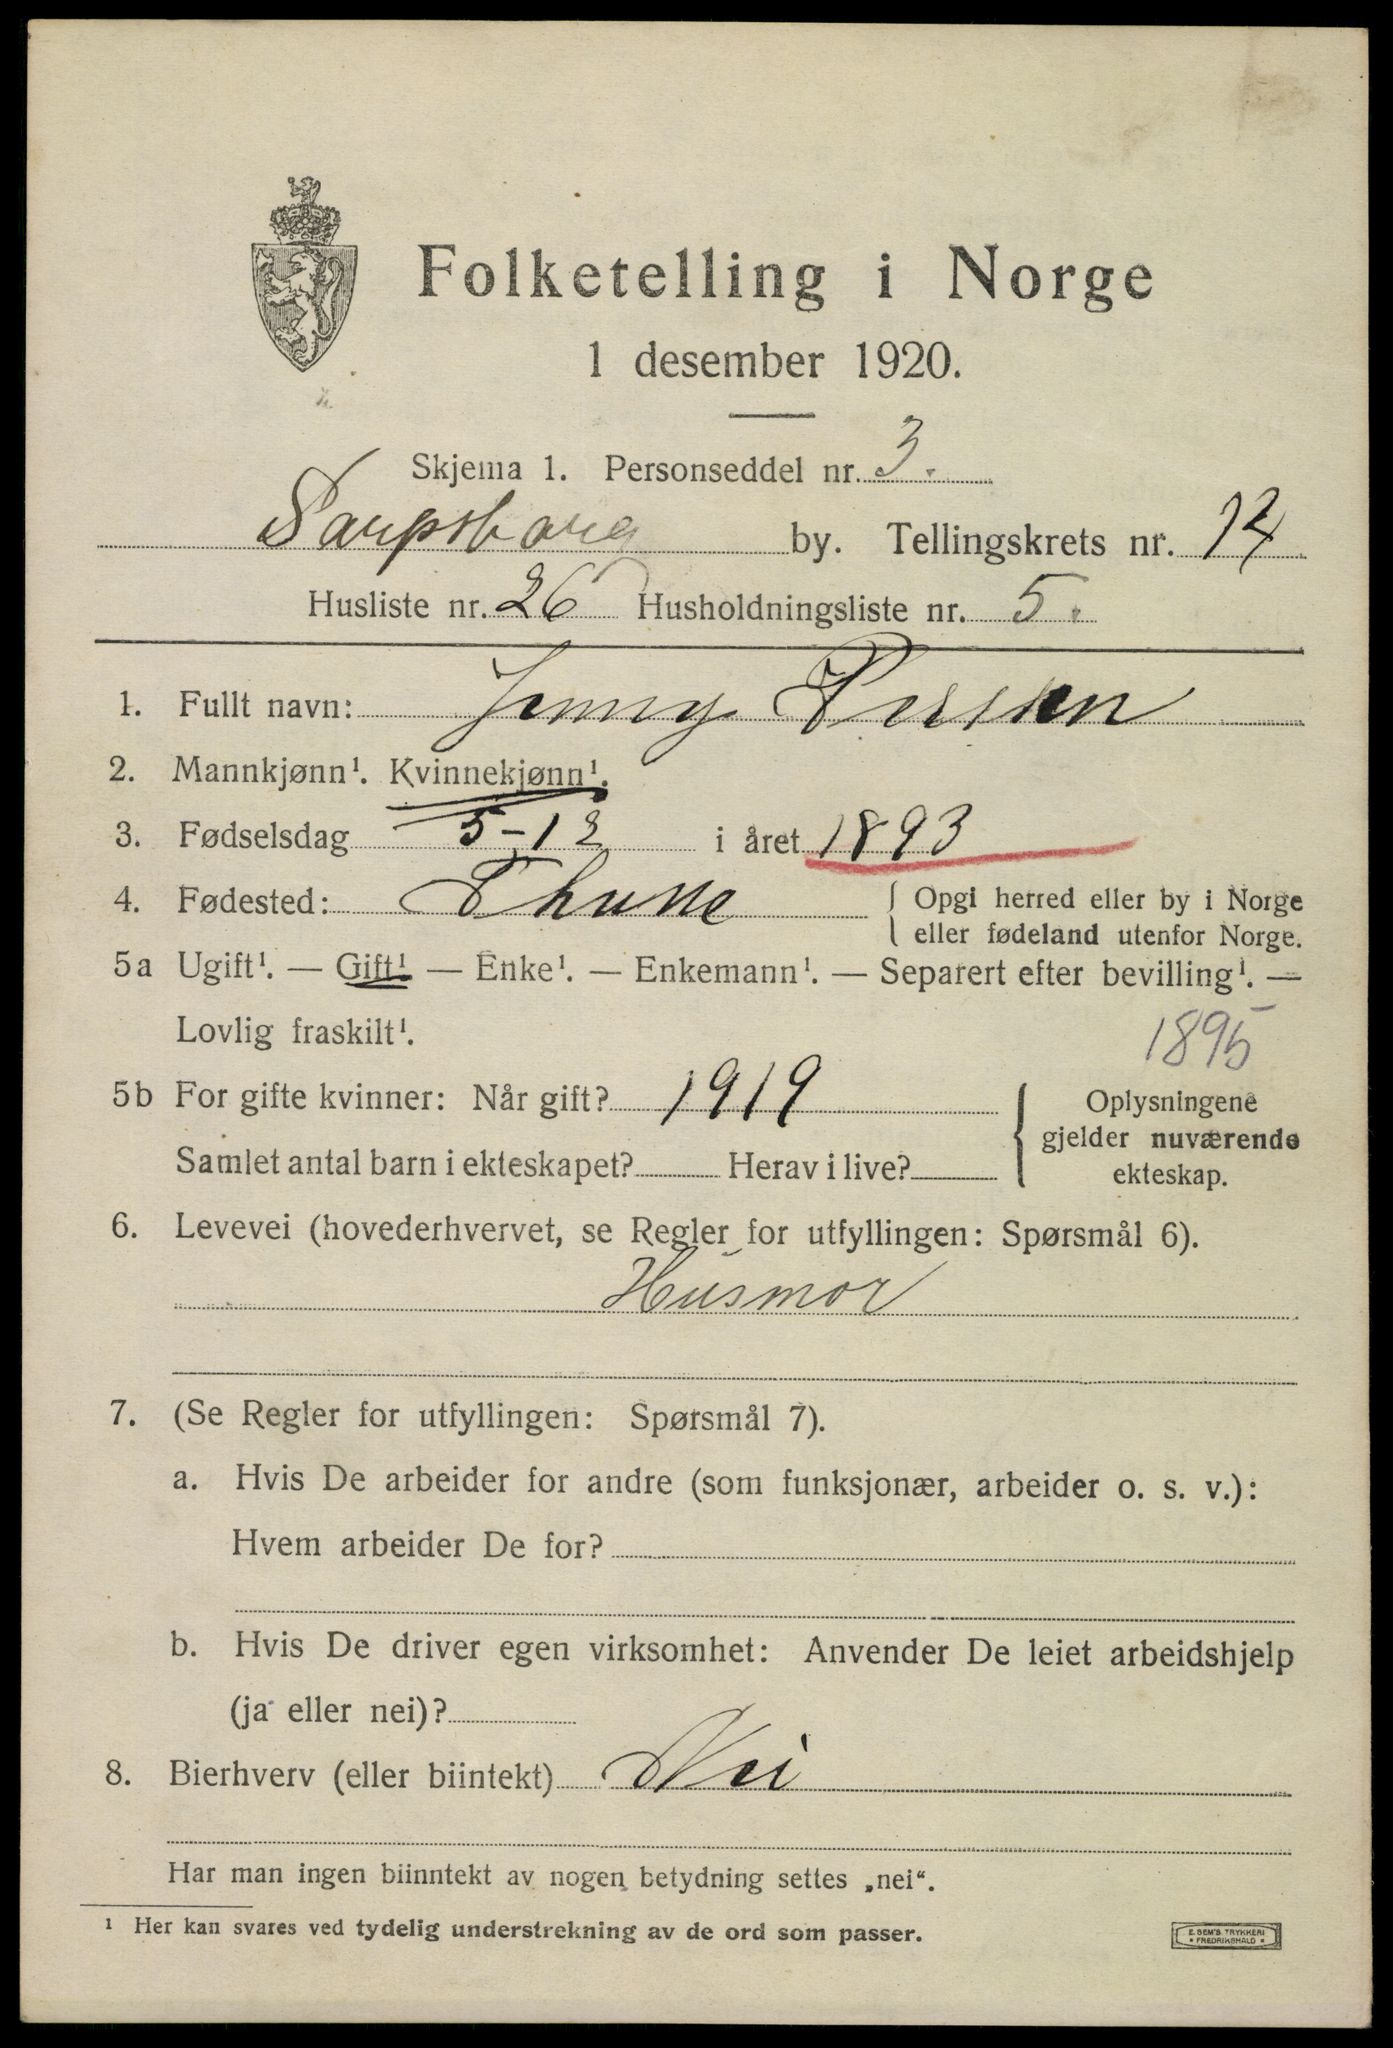 Folketelling i Norge
1 desember 1920.
Skjema 1. Personseddel nr. 3.
Sarpsborg by. Tellingskrets nr. 12
Husliste nr. 26 Husholdningsliste nr. 5.
1. Fullt navn: Jenny
2. Mannkjønn¹. Kvinnekjønn¹.
3. Fødselsdag 5-12 i året 1893
4. Fødested: Thune { Opgi herred eller by i Norge
eller fødeland utenfor Norge.
5a Ugift¹. — Gift¹ — Enke¹. — Enkemann¹. — Separert efter bevilling¹. —
Lovlig fraskilt¹.
1895
5b For gifte kvinner: Når gift? 1919
Samlet antal barn i ekteskapet? Herav i live?
{ Oplysningene
gjelder nuværende
ekteskap.
6. Levevei (hovederhvervet, se Regler for utfyllingen: Spørsmål 6).
Husmor
7. (Se Regler for utfyllingen: Spørsmål 7).
a. Hvis De arbeider for andre (som funksjonær, arbeider o. s. v.):
Hvem arbeider De for?
b. Hvis De driver egen virksomhet: Anvender De leiet arbeidshjelp
(ja eller nei)?
8. Bierhverv (eller biintekt) Nei
Har man ingen biinntekt av nogen betydning settes „nei“.
¹ Her kan svares ved tydelig understrekning av de ord som passer.
E. SEM'S TRYKKERI
* FREDRIKSHALD *